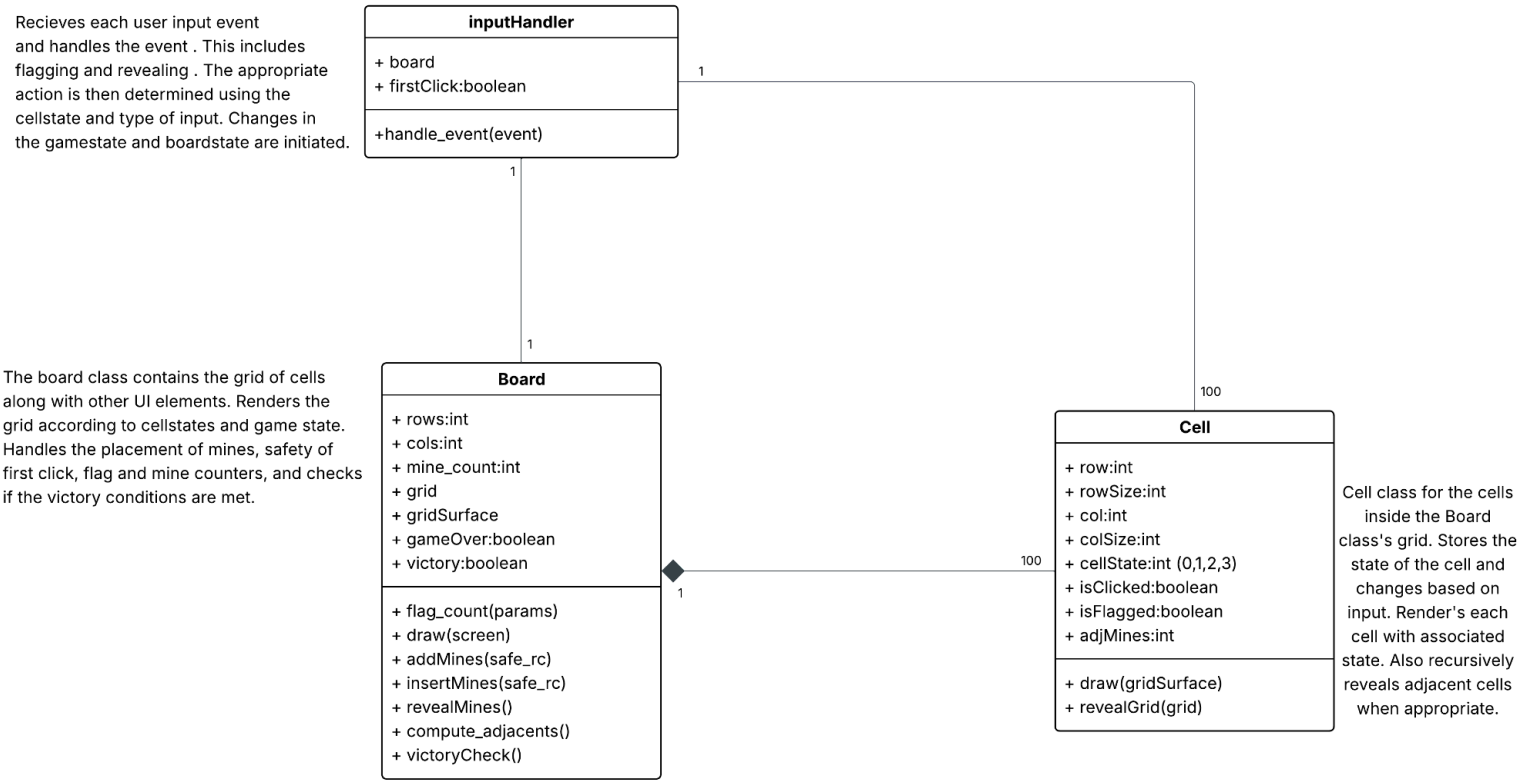 Recieves each user input event
and handles the event . This includes
flagging and revealing . The appropriate
action is then determined using the
cellstate and type of input. Changes in
the gamestate and boardstate are initiated.
inputHandler
+ board
+ firstClick:boolean
+handle_event(event)
1
1
1
100
The board class contains the grid of cells
along with other UI elements. Renders the
grid according to cellstates and game state.
Handles the placement of mines, safety of
first click, flag and mine counters, and checks
if the victory conditions are met.
Board
+ rows:int
+ cols:int
+ mine_count:int
+ grid
+ gridSurface
+ gameOver:boolean
+ victory:boolean
+ flag_count(params)
+ draw(screen)
+ addMines(safe_rc)
+ insertMines(safe_rc)
+ revealMines()
+ compute_adjacents()
+ victoryCheck()
1
100
Cell
+ row:int
+ rowSize:int
+ col:int
+ colSize:int
+ cellState:int (0,1,2,3)
+ isClicked:boolean
+ isFlagged:boolean
+ adjMines:int
+ draw(gridSurface)
+ revealGrid(grid)
Cell class for the cells
inside the Board
class's grid. Stores the
state of the cell and
changes based on
input. Render's each
cell with associated
state. Also recursively
reveals adjacent cells
when appropriate.